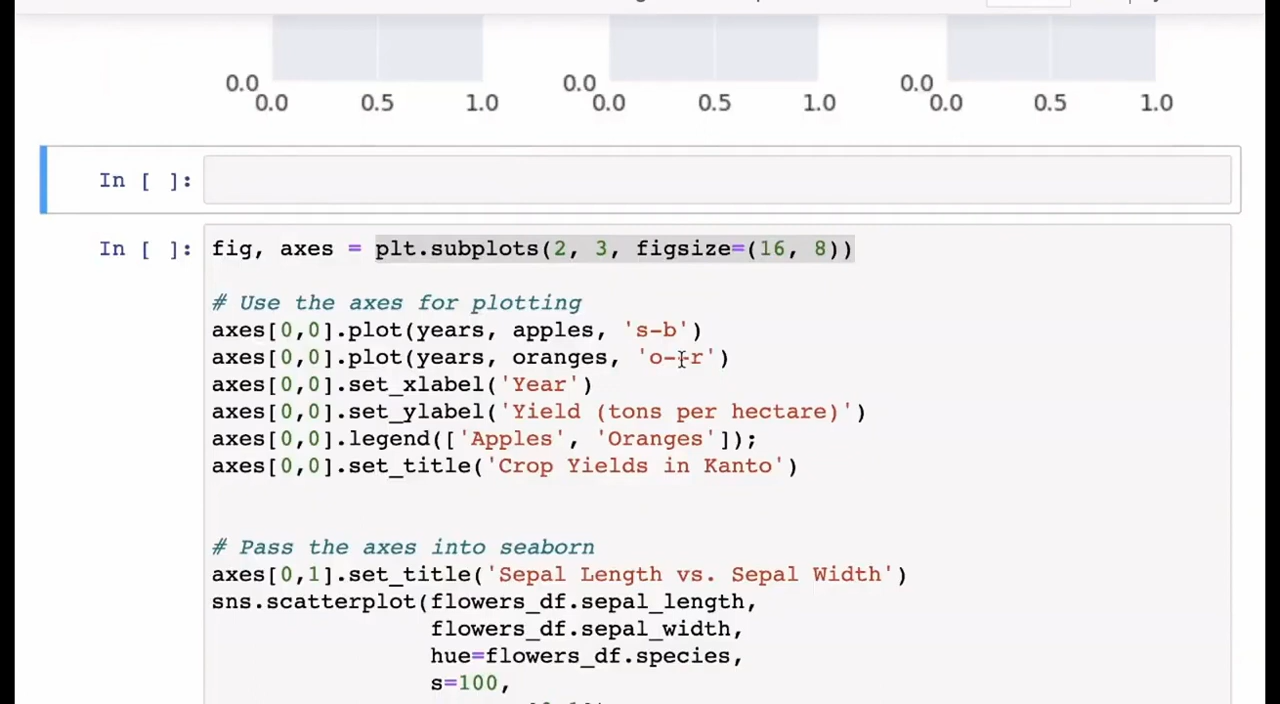 0.0 0.0 0.0
0.0 0.5 1.0 0.0 0.5 1.0 0.0 0.5 1.0
In [ ]:
In [ ]: fig, axes = plt.subplots(2, 3, figsize=(16, 8))
# Use the axes for plotting
axes[0,0].plot(years, apples, 's-b')
axes[0,0].plot(years, oranges, 'o--r')
axes[0,0].set_xlabel('Year')
axes[0,0].set_ylabel('Yield (tons per hectare)')
axes[0,0].legend(['Apples', 'Oranges']);
axes[0,0].set_title('Crop Yields in Kanto')
# Pass the axes into seaborn
axes[0,1].set_title('Sepal Length vs. Sepal Width')
sns.scatterplot(flowers_df.sepal_length,
flowers_df.sepal_width,
hue=flowers_df.species,
s=100,